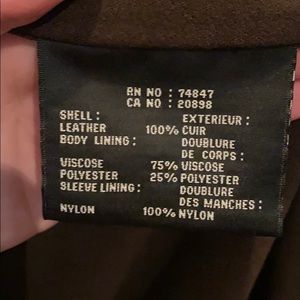 RN NO : 74847
CA NO : 20898
SHELL: EXTERIEUR:
LEATHER 100% CUIR
BODY LINING: DOUBLURE
DE CORPS:
VISCOSE 75% VISCOSE
POLYESTER 25% POLYESTER
SLEEVE LINING: DOUBLURE
DES MANCHES:
NYLON 100% NYLON